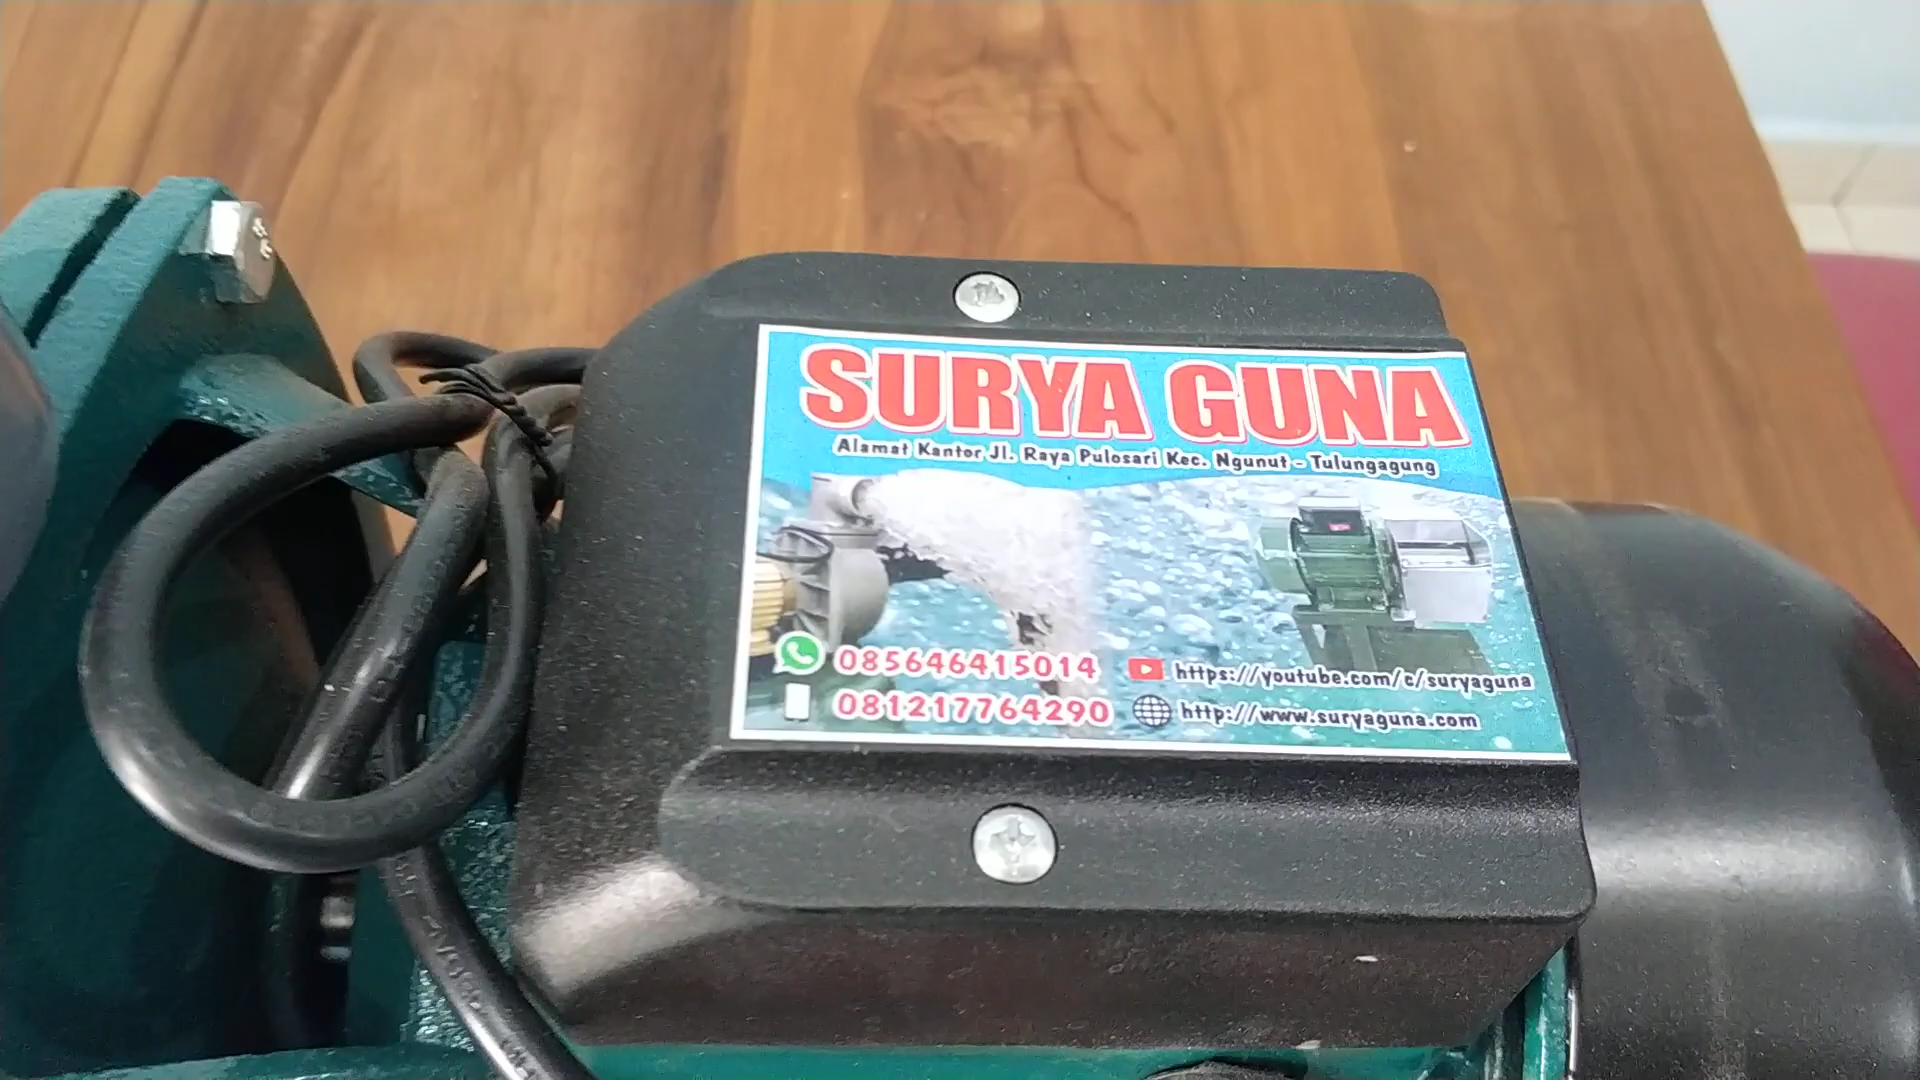 SURYA GUNA
Alamat Kantor Jl. Raya Pulosari Kec. Ngunut - Tulungagung
085646415014
081217764290
https://youtube.com/c/suryaguna
http://www.suryaguna.com